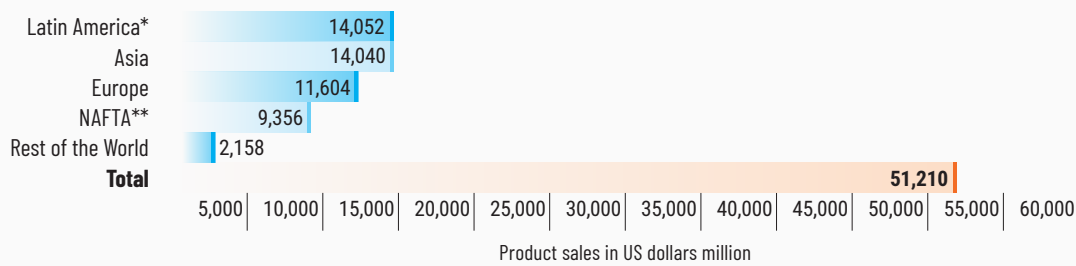 Latin America* 14,052
Asia 14,040
Europe 11,604
NAFTA** 9,356
Rest of the World 2,158
Total 51,210
5,000 10,000 15,000 20,000 25,000 30,000 35,000 40,000 45,000 50,000 55,000 60,000
Product sales in US dollars million